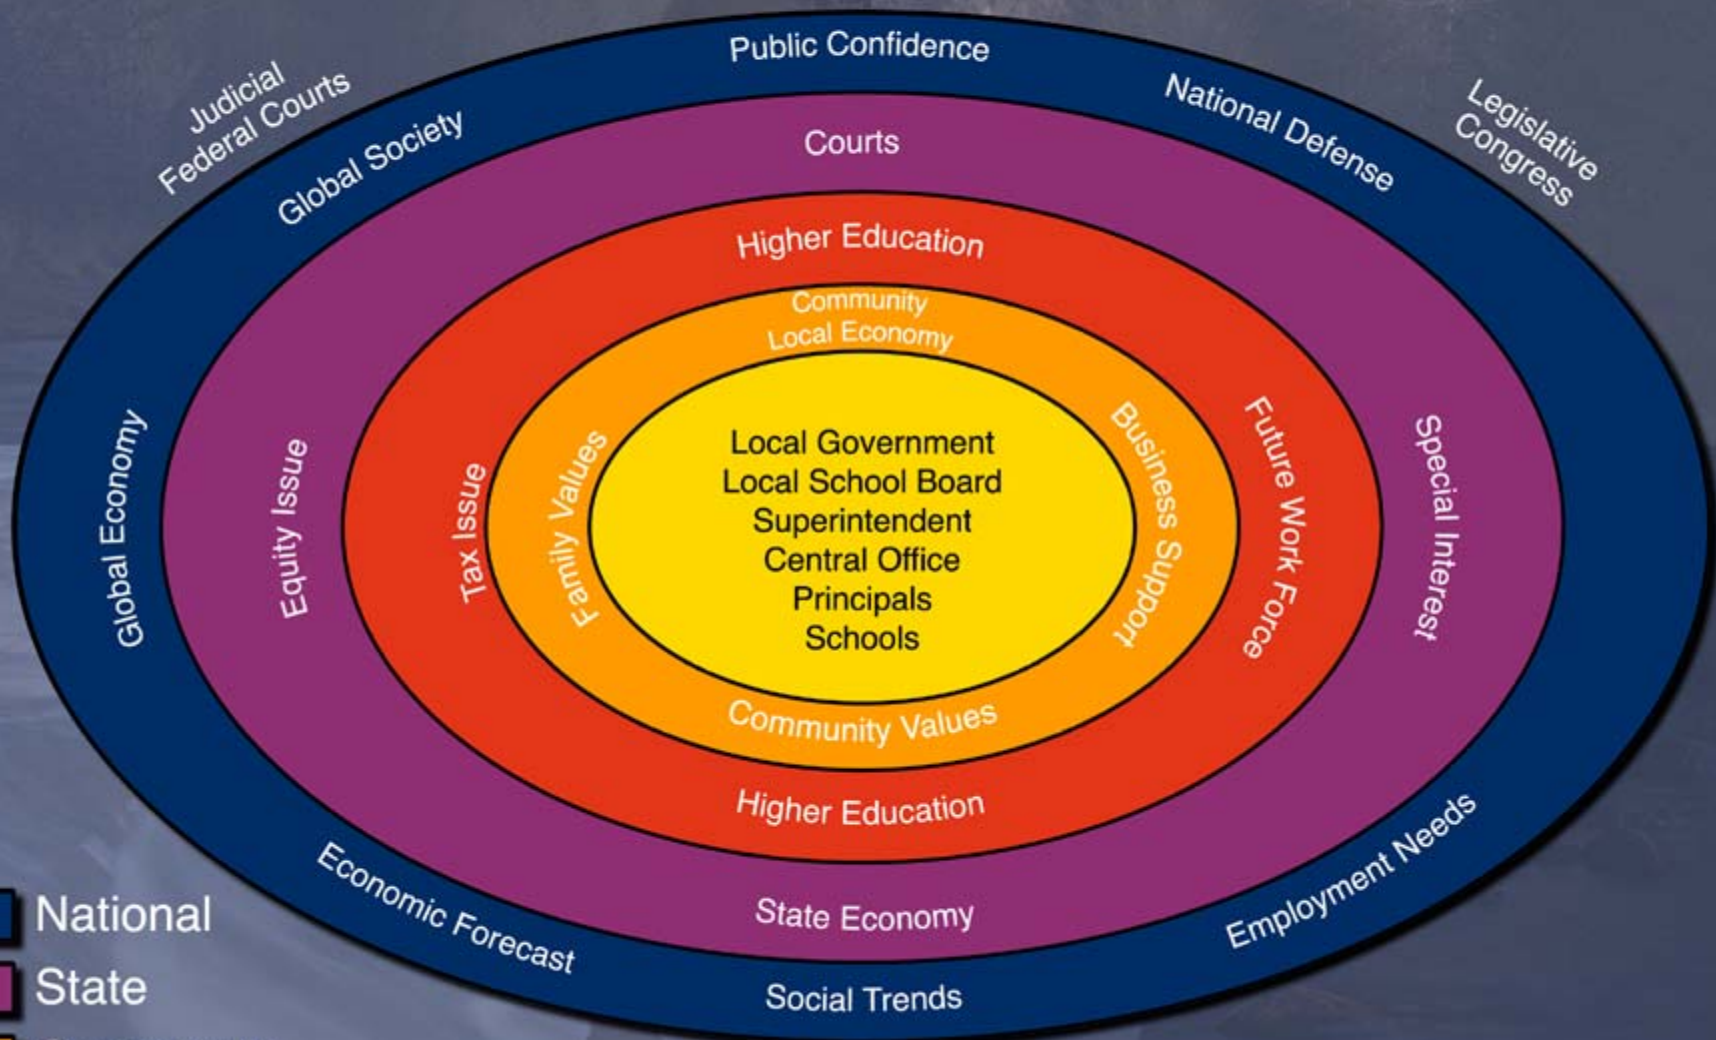 Judicial
Federal Courts
Legislative
Congress
Public Confidence
Global Society
National Defense
Global Economy
Economic Forecast
Social Trends
Employment Needs
Courts
Equity Issue
Special Interest
State Economy
Higher Education
Tax Issue
Future Work Force
Higher Education
Community
Local Economy
Family Values
Business Support
Community Values
Local Government
Local School Board
Superintendent
Central Office
Principals
Schools
National
State